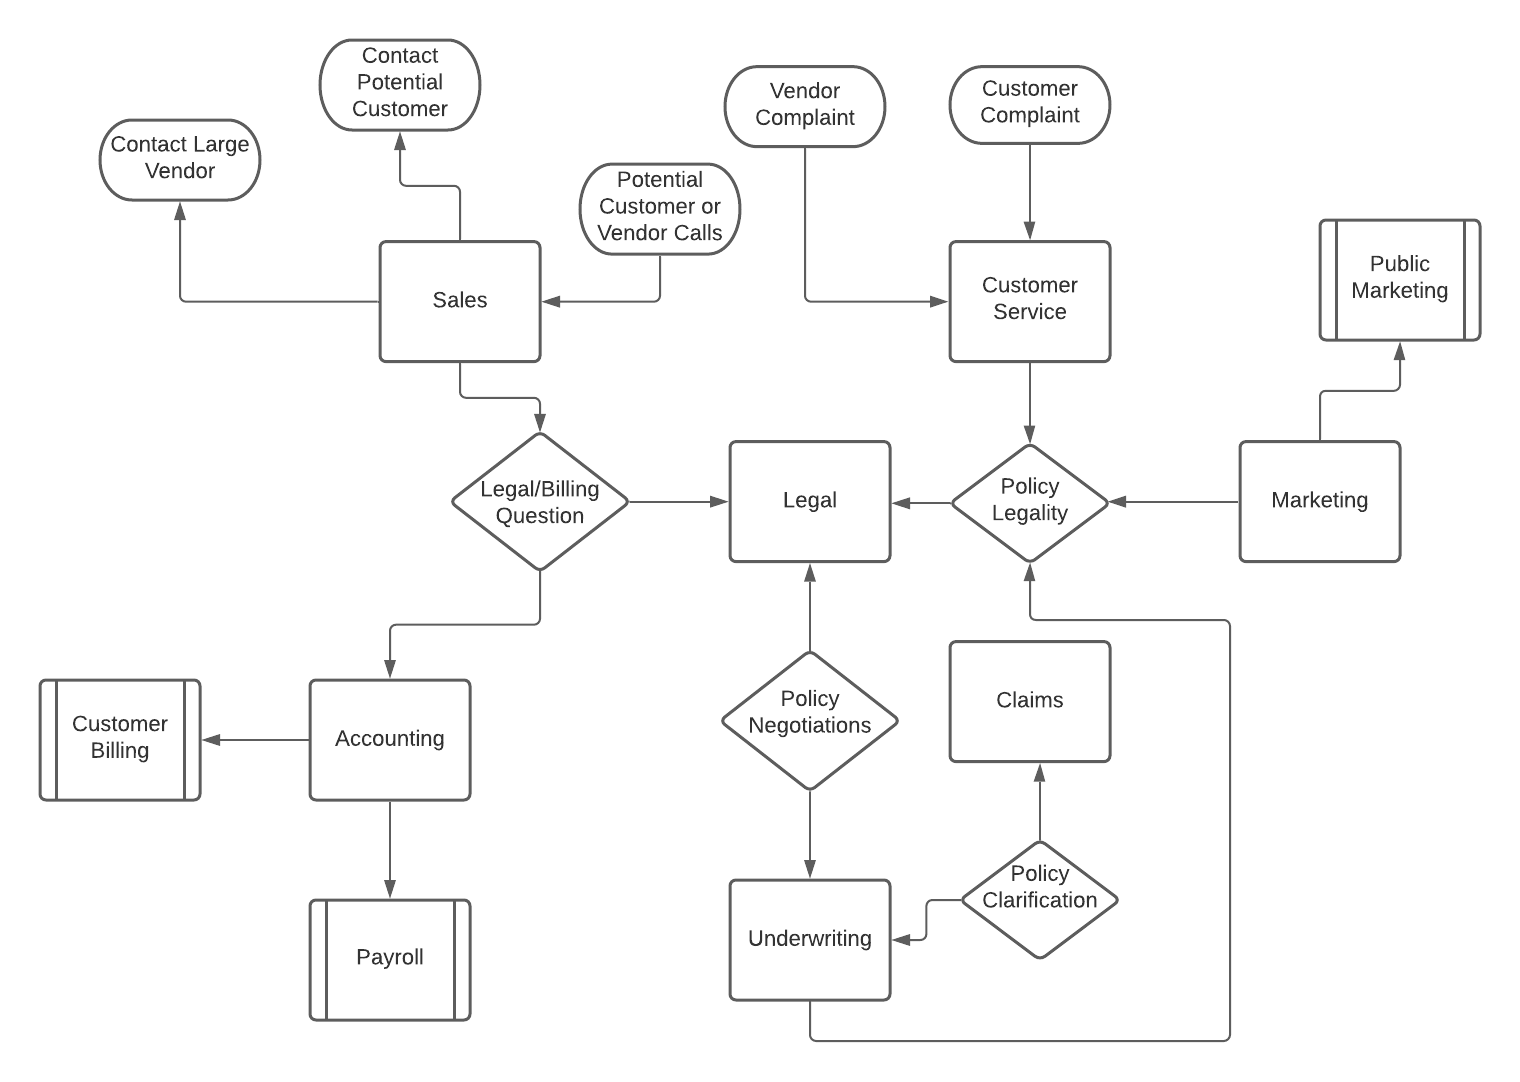 Contact
Potential
Customer
Contact Large
Vendor
Potential
Customer or
Vendor Calls
Vendor
Complaint
Customer
Complaint
Sales
Customer
Service
Public
Marketing
Legal/Billing
Question
Legal
Policy
Legality
Marketing
Customer
Billing
Accounting
Policy
Negotiations
Claims
Payroll
Underwriting
Policy
Clarification